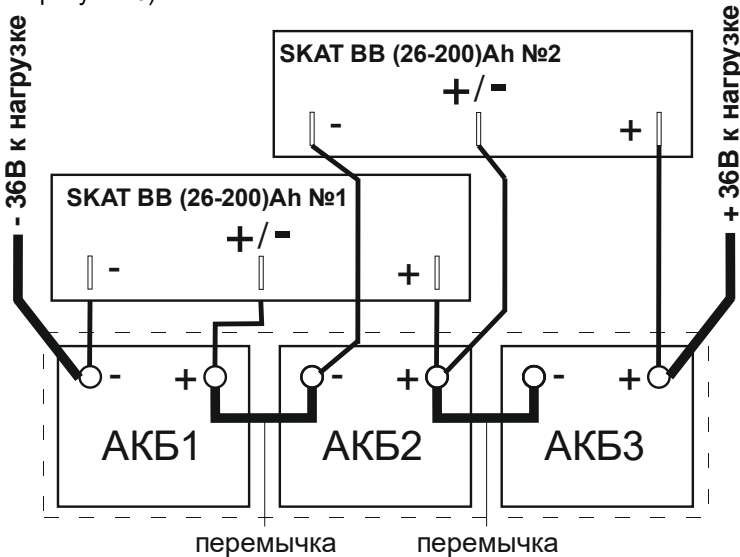 - 36В к нагрузке
+ 36В к нагрузке
SKAT BB (26-200)Ah №2
+/-
- +
SKAT BB (26-200)Ah №1
+/-
- +
- + - + - +
АКБ1 АКБ2 АКБ3
перемычка перемычка